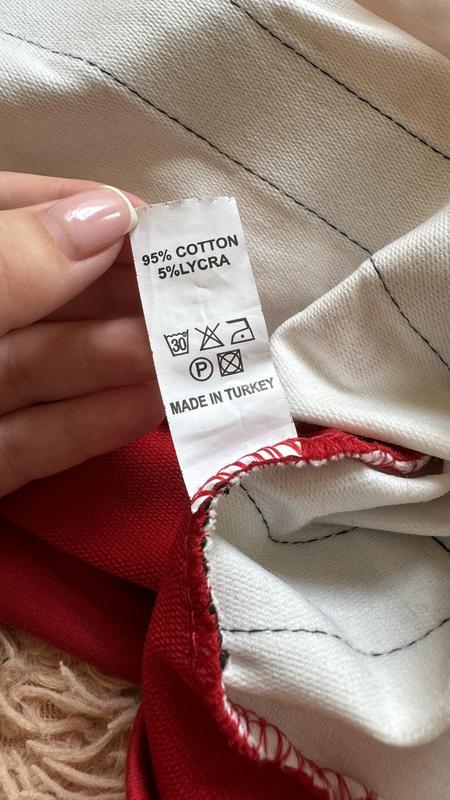 95% COTTON
5%LYCRA
30
P
MADE IN TURKEY